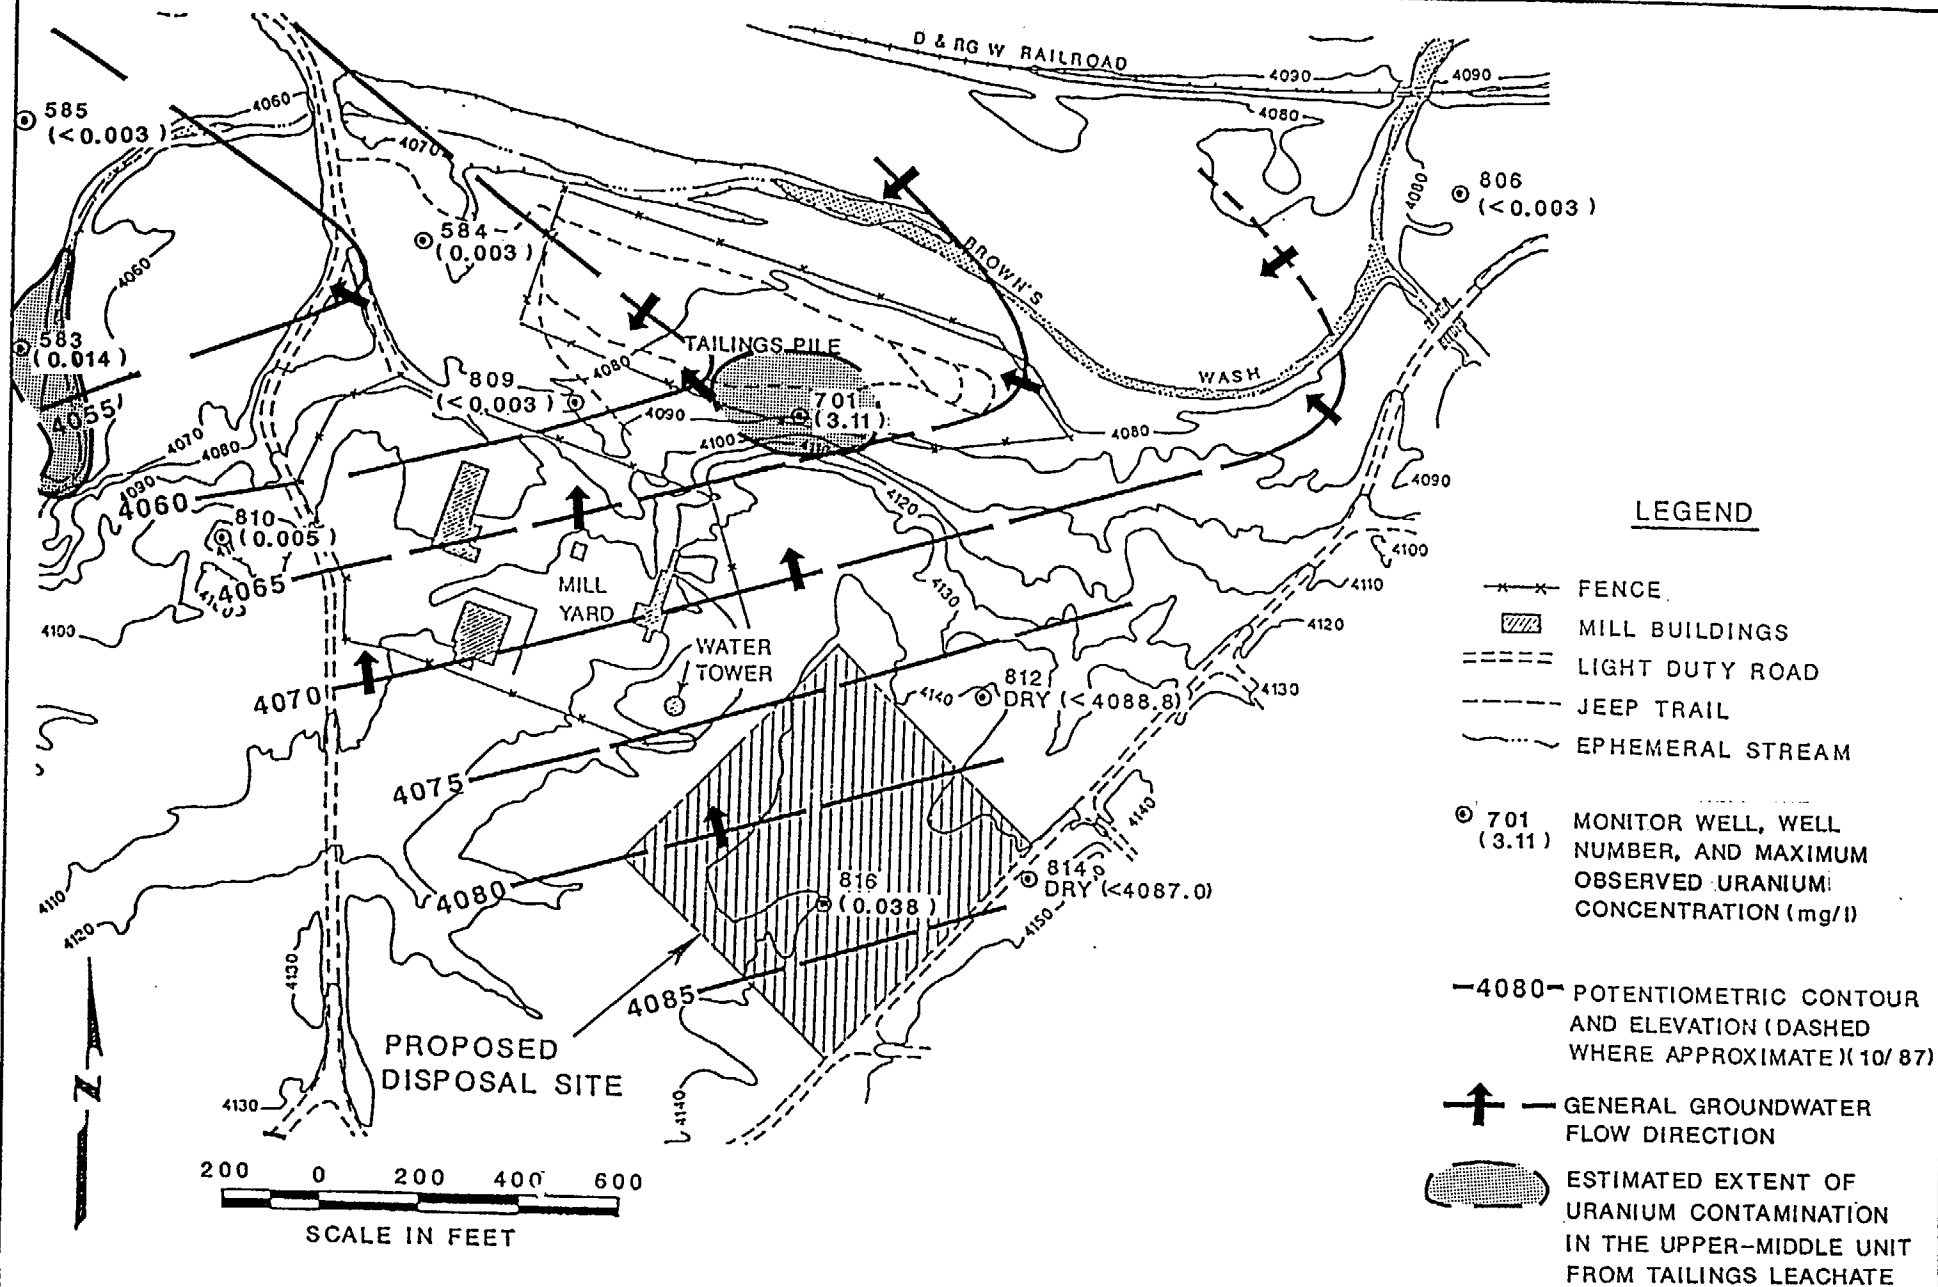 D & RG W RAILROAD
4090
4090
4080
585
(<0.003)
4060
4070
4080
806
(<0.003)
584
(0.003)
4060
BROWN'S
WASH
583
(0.014)
TAILINGS PILE
809
(<0.003)
4080
4090
701
(3.11)
4055
4070
4080
4100
4110
4080
4090
4090
4060
4120
810
(0.005)
4065
4100
MILL
YARD
4130
4110
4100
4120
WATER
TOWER
812
DRY (<4088.8)
4140
4130
4070
4075
4140
4080
816
(0.038)
814
DRY (<4087.0)
4110
4120
4150
4130
4085
PROPOSED
DISPOSAL SITE
4130
4140
N
200 0 200 400 600
SCALE IN FEET
LEGEND
FENCE
MILL BUILDINGS
LIGHT DUTY ROAD
JEEP TRAIL
EPHEMERAL STREAM
701
(3.11)
MONITOR WELL, WELL
NUMBER, AND MAXIMUM
OBSERVED URANIUM
CONCENTRATION (mg/l)
4080
POTENTIOMETRIC CONTOUR
AND ELEVATION (DASHED
WHERE APPROXIMATE)(10/87)
GENERAL GROUNDWATER
FLOW DIRECTION
ESTIMATED EXTENT OF
URANIUM CONTAMINATION
IN THE UPPER-MIDDLE UNIT
FROM TAILINGS LEACHATE